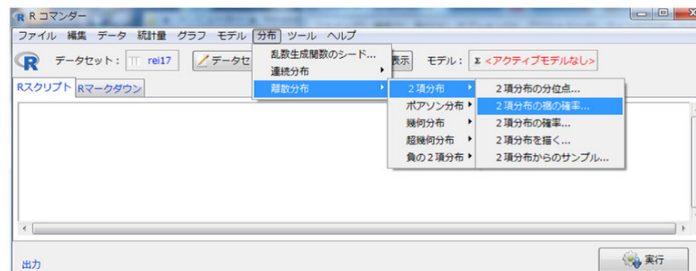 R コマンダー
ファイル 編集 データ 統計量 グラフ モデル 分布 ツール ヘルプ
データセット: rei17 データセ 表示 モデル: Σ <アクティブモデルなし>
乱数生成関数のシード...
連続分布
離散分布
Rスクリプト Rマークダウン
2項分布
ポアソン分布
幾何分布
超幾何分布
負の2項分布
2項分布の分位点...
2項分布の裾の確率...
2項分布の確率...
2項分布を描く...
2項分布からのサンプル...
出力
実行